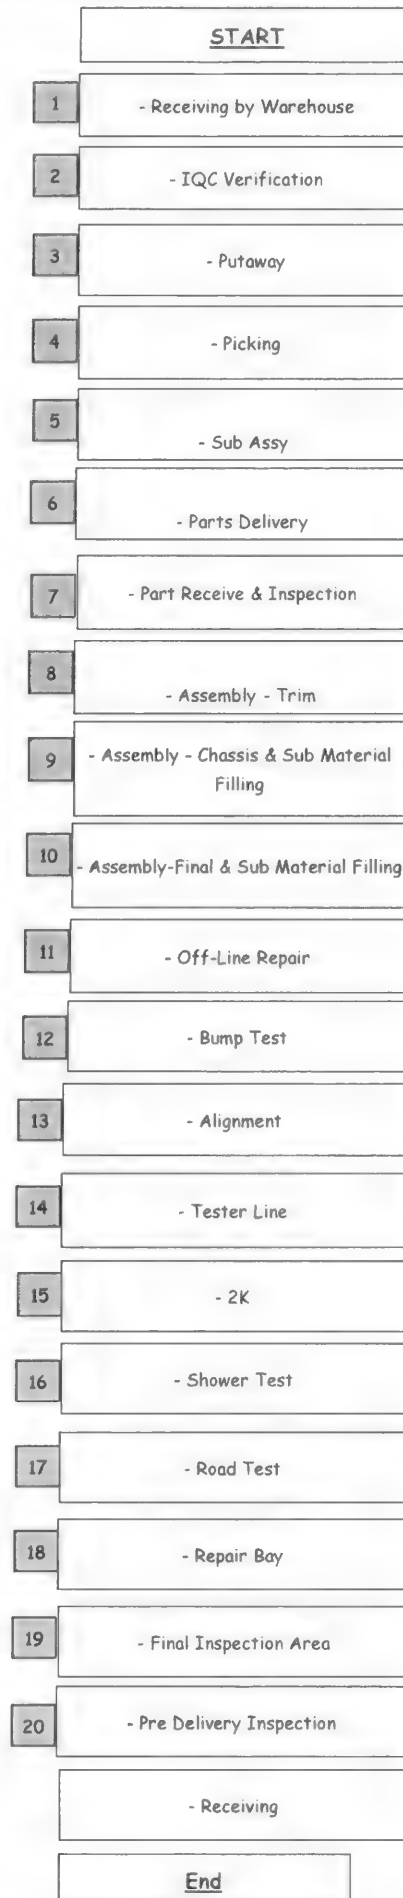 START
1
- Receiving by Warehouse
2
- IQC Verification
3
- Putaway
4
- Picking
5
- Sub Assy
6
- Parts Delivery
7
- Part Receive & Inspection
8
- Assembly - Trim
9
- Assembly - Chassis & Sub Material
Filling
10
- Assembly-Final & Sub Material Filling
11
- Off-Line Repair
12
- Bump Test
13
- Alignment
14
- Tester Line
15
- 2K
16
- Shower Test
17
- Road Test
18
- Repair Bay
19
- Final Inspection Area
20
- Pre Delivery Inspection
- Receiving
End